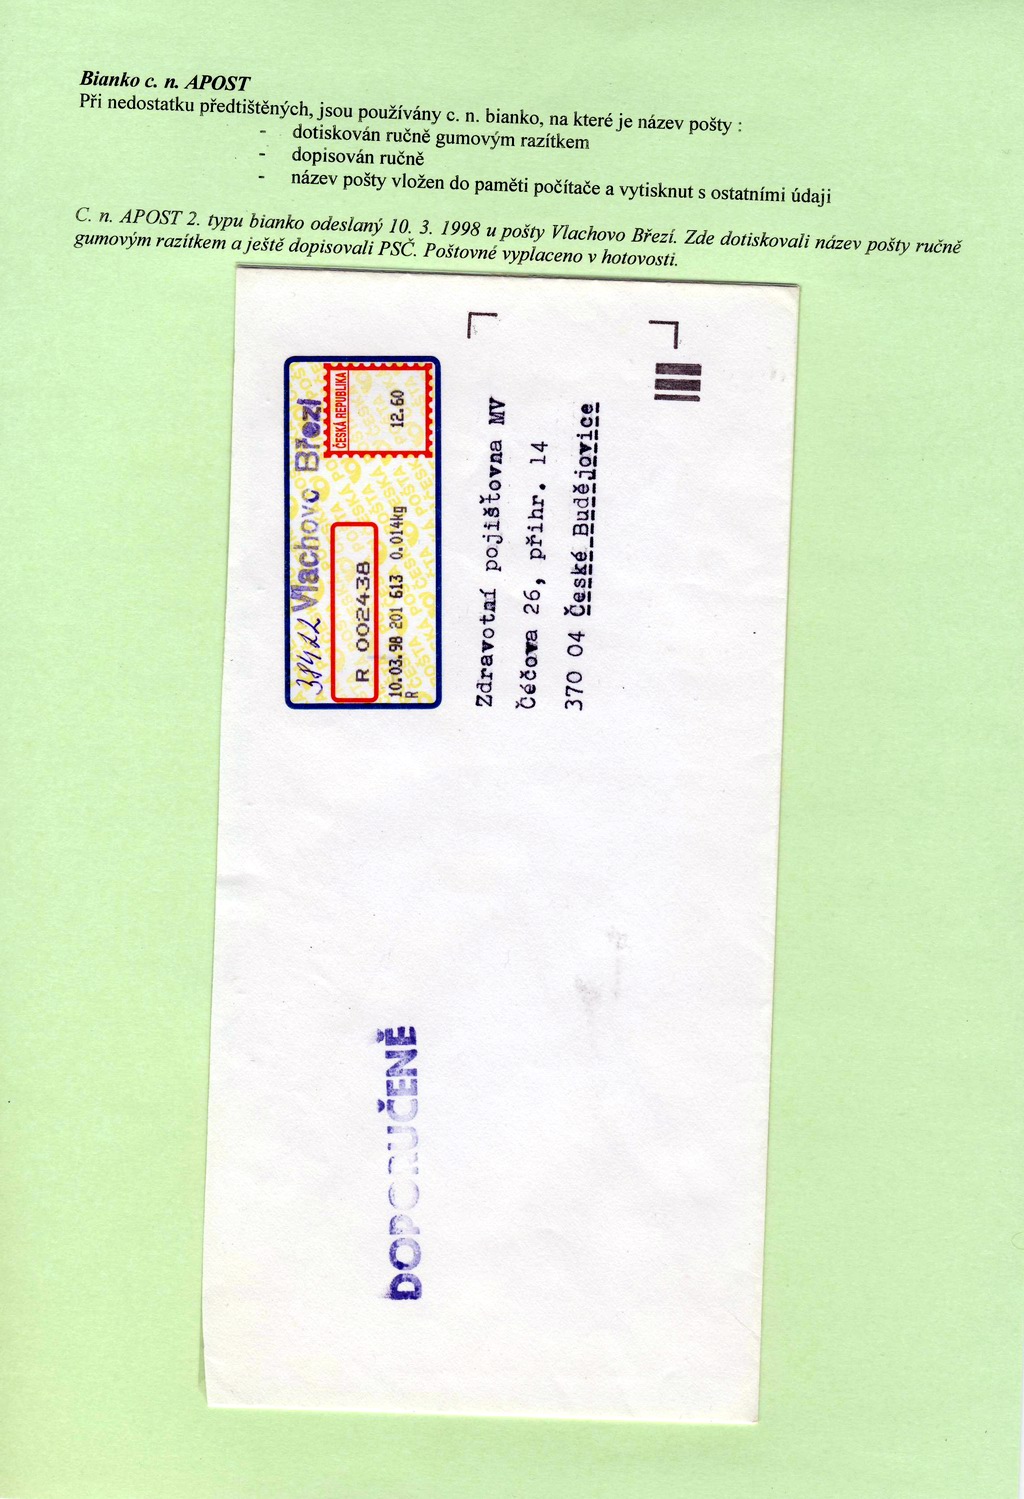 Bianko c. n. APOST
Při nedostatku předtištěných, jsou používány c. n. bianko, na které je název pošty :
- dotiskován ručně gumovým razítkem
- dopisován ručně
- název pošty vložen do paměti počítače a vytisknut s ostatními údaji
C. n. APOST 2. typu bianko odeslaný 10. 3. 1998 u pošty Vlachovo Březí. Zde dotiskovali název pošty ručně
gumovým razítkem a ještě dopisovali PSČ. Poštovné vyplaceno v hotovosti.
38422 Vlachovo Březí
ČESKÁ REPUBLIKA
12.60
R 002438
10.03.98 201 613 0.014kg
R
Zdravotní pojišťovna MV
Čéčova 26, přihr. 14
370 04 České Budějovice
DOPORUČENĚ